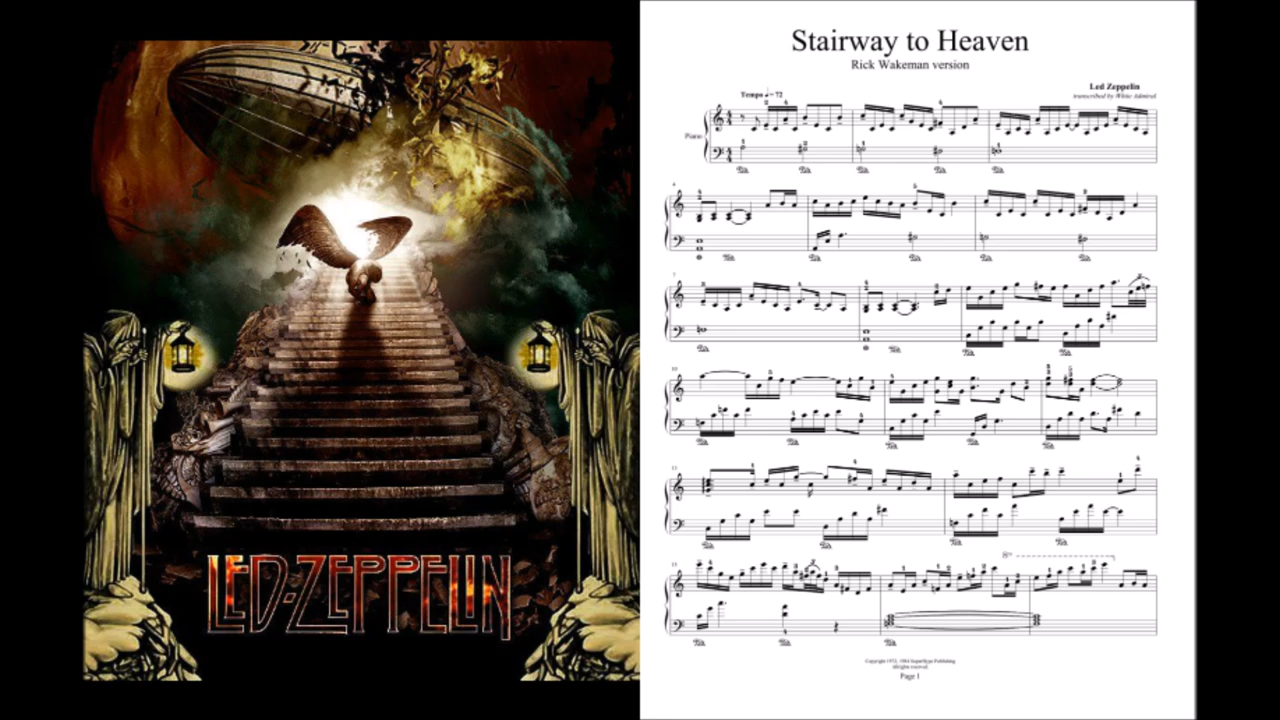 LED-ZEPPELIN
Stairway to Heaven
Rick Wakeman version
Led Zeppelin
transcribed by White Admiral
Tempo ♩= 72
Piano
Copyright 1972, 1984 Superhype Publishing
All rights reserved
Page 1